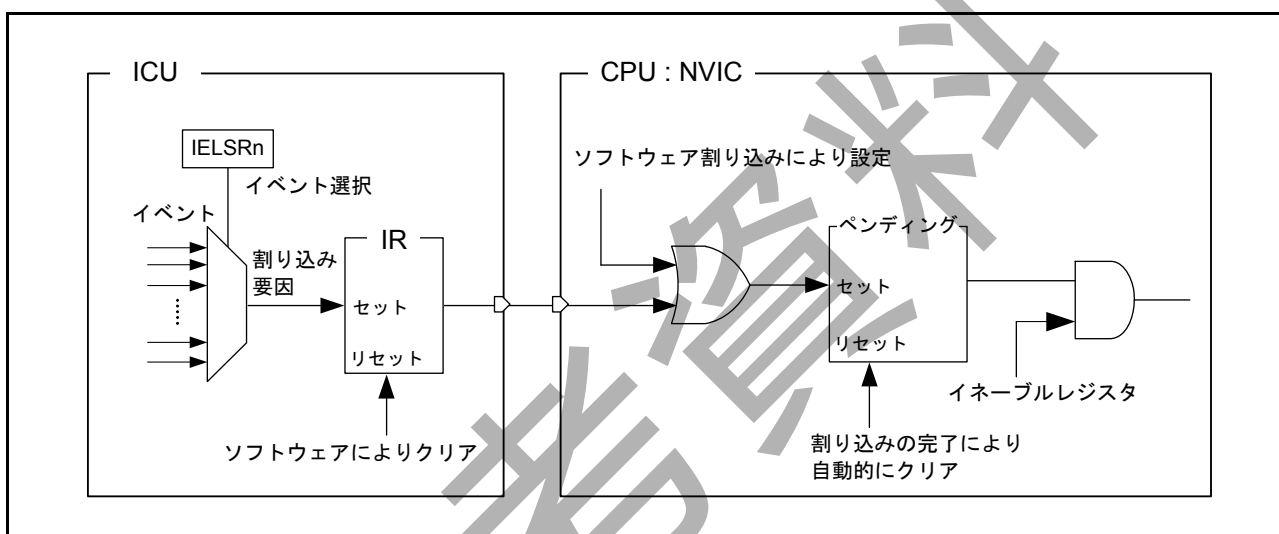 ICU
CPU : NVIC
IELSRn
イベント選択
イベント
割り込み
要因
IR
セット
リセット
ソフトウェアによりクリア
ソフトウェア割り込みにより設定
ペンディング
セット
リセット
イネーブルレジスタ
割り込みの完了により
自動的にクリア
考資料